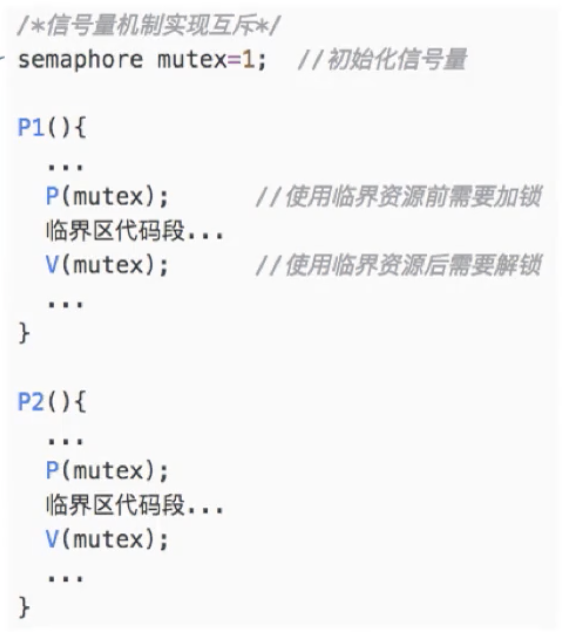 /*信号量机制实现互斥*/
semaphore mutex=1;  //初始化信号量
P1(){
...
P(mutex);  //使用临界资源前需要加锁
临界区代码段...
V(mutex);  //使用临界资源后需要解锁
...
}
P2(){
...
P(mutex);
临界区代码段...
V(mutex);
...
}